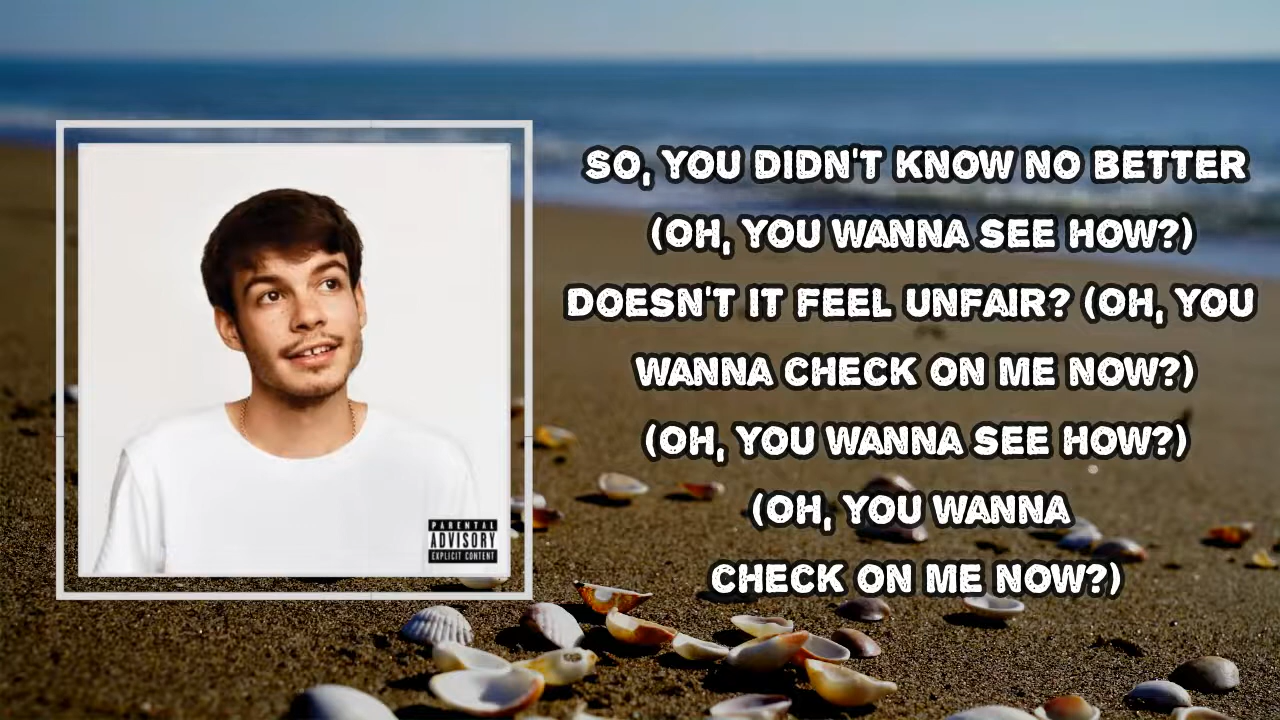 SO, YOU DIDN'T KNOW NO BETTER
(OH, YOU WANNA SEE HOW?)
DOESN'T IT FEEL UNFAIR? (OH, YOU
WANNA CHECK ON ME NOW?)
(OH, YOU WANNA SEE HOW?)
(OH, YOU WANNA
CHECK ON ME NOW?)
PARENTAL
ADVISORY
EXPLICIT CONTENT